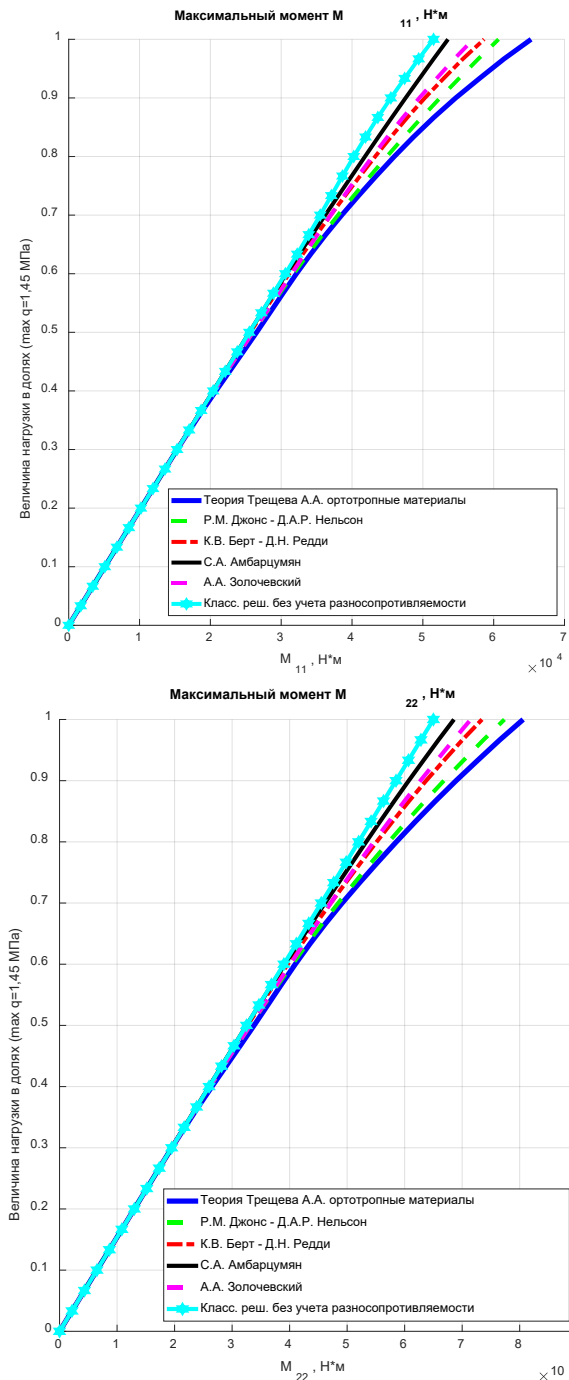 Максимальный момент M 11 , Н*м
1
0.9
0.8
0.7
0.6
0.5
0.4
0.3
0.2
0.1
0
Величина нагрузки в долях (max q=1,45 МПа)
Теория Трещева А.А. ортотропные материалы
Р.М. Джонс - Д.А.Р. Нельсон
К.В. Берт - Д.Н. Редди
С.А. Амбарцумян
А.А. Золочевский
Класс. реш. без учета разносопротивляемости
0 1 2 3 4 5 6 7
M 11 , Н*м
× 10 4
Максимальный момент M 22 , Н*м
1
0.9
0.8
0.7
0.6
0.5
0.4
0.3
0.2
0.1
0
Величина нагрузки в долях (max q=1,45 МПа)
Теория Трещева А.А. ортотропные материалы
Р.М. Джонс - Д.А.Р. Нельсон
К.В. Берт - Д.Н. Редди
С.А. Амбарцумян
А.А. Золочевский
Класс. реш. без учета разносопротивляемости
0 1 2 3 4 5 6 7 8
M 22 , Н*м
× 10